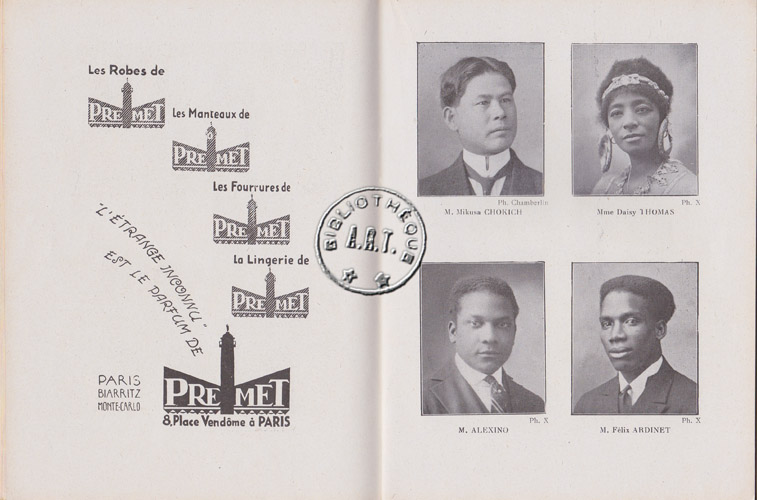 Les Robes de
PREMET
Les Manteaux de
PREMET
Les Fourrures de
PREMET
la Lingerie de
PREMET
"L'ÉTRANGE INCONNU"
EST LE PARFUM DE
PREMET
PARIS
BIARRITZ
MONTE-CARLO
8, Place Vendôme à PARIS
BIBLIOTHÈQUE
A.R.T.
Ph. Chamberlin
M. Mikusa CHOKICH
Ph. X
Mme Daisy THOMAS
Ph. X
M. ALEXINO
Ph. X
M. Félix ARDINET